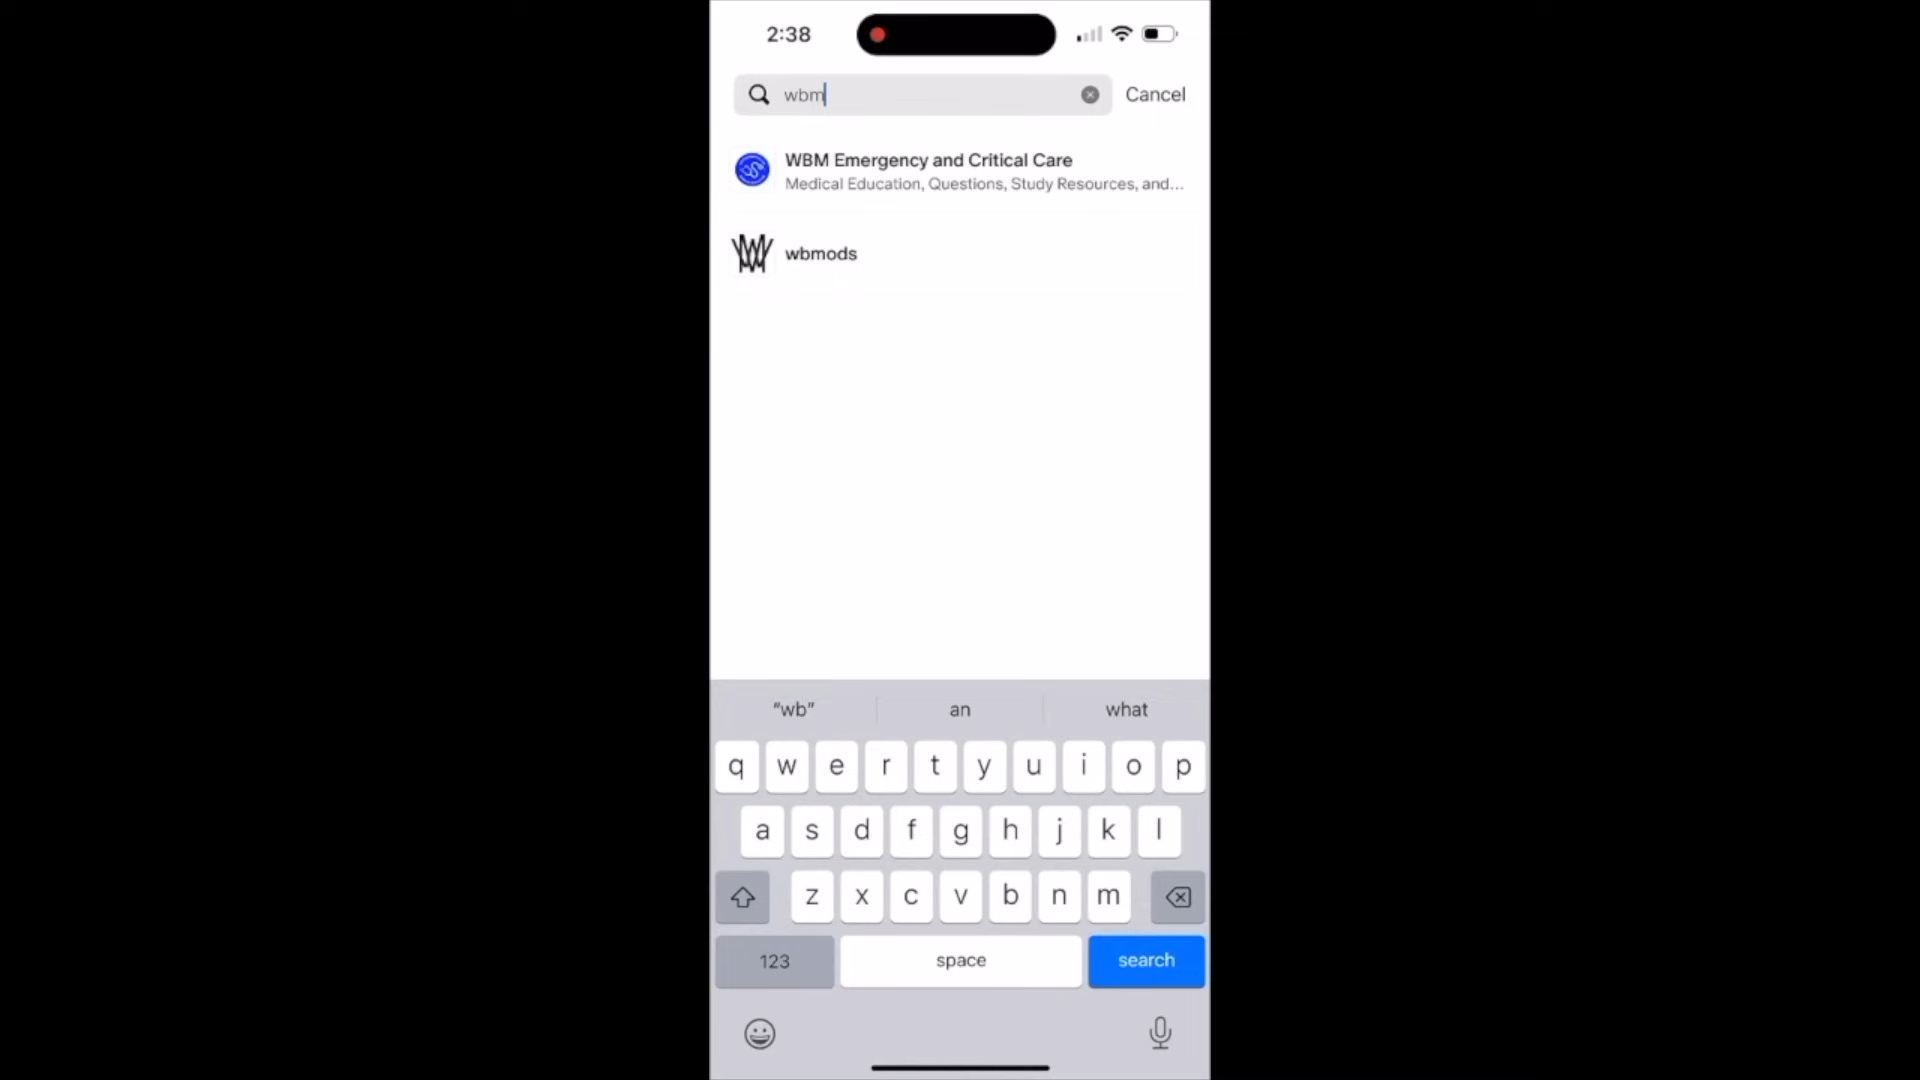 2:38
wbm
Cancel
WBM Emergency and Critical Care
Medical Education, Questions, Study Resources, and...
wbmods
“wb” an what
q w e r t y u i o p
a s d f g h j k l
z x c v b n m
123 space search